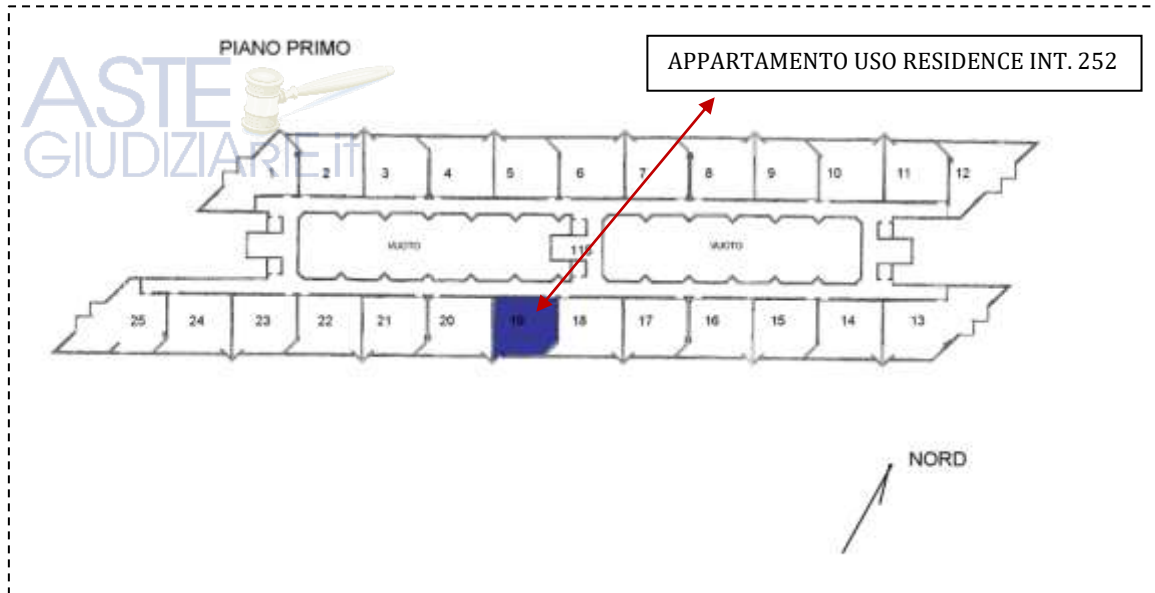 PIANO PRIMO
APPARTAMENTO USO RESIDENCE INT. 252
ASTE
GIUDIZIARIE.it
1 2 3 4 5 6 7 8 9 10 11 12
VUOTO VUOTO
25 24 23 22 21 20 19 18 17 16 15 14 13
NORD